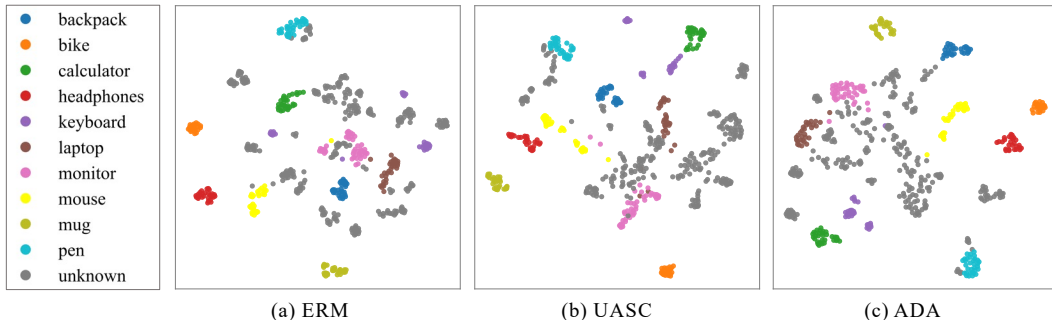 backpack
bike
calculator
headphones
keyboard
laptop
monitor
mouse
mug
pen
unknown
(a) ERM
(b) UASC
(c) ADA